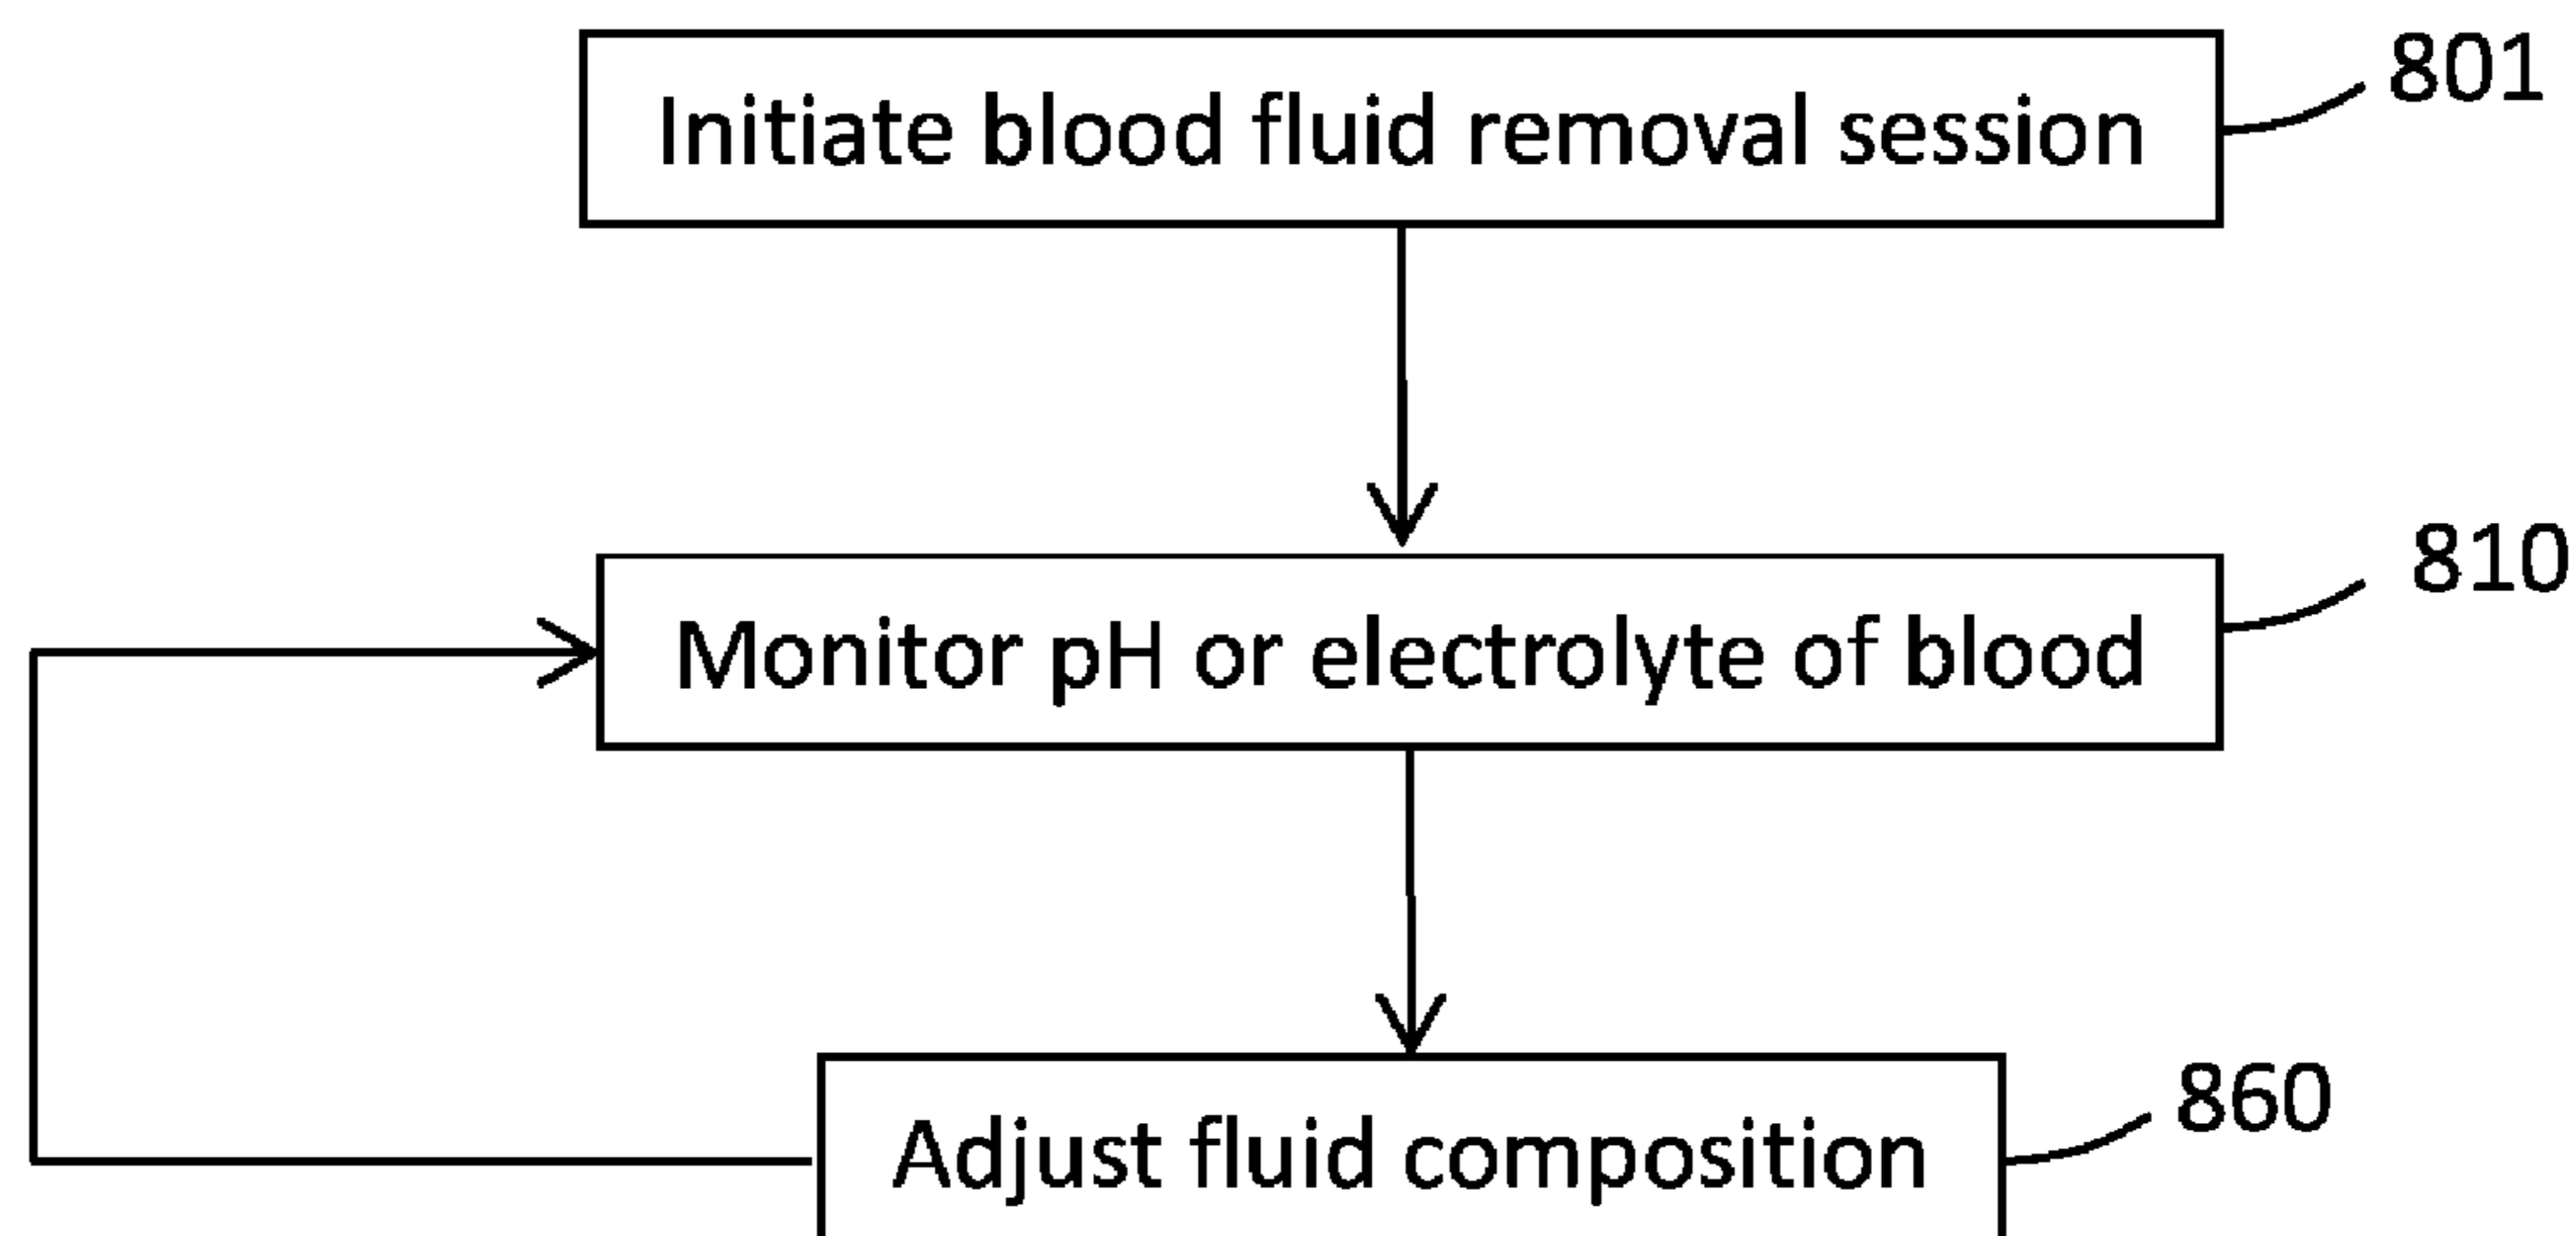 Initiate blood fluid removal session
801
Monitor pH or electrolyte of blood
810
Adjust fluid composition
860